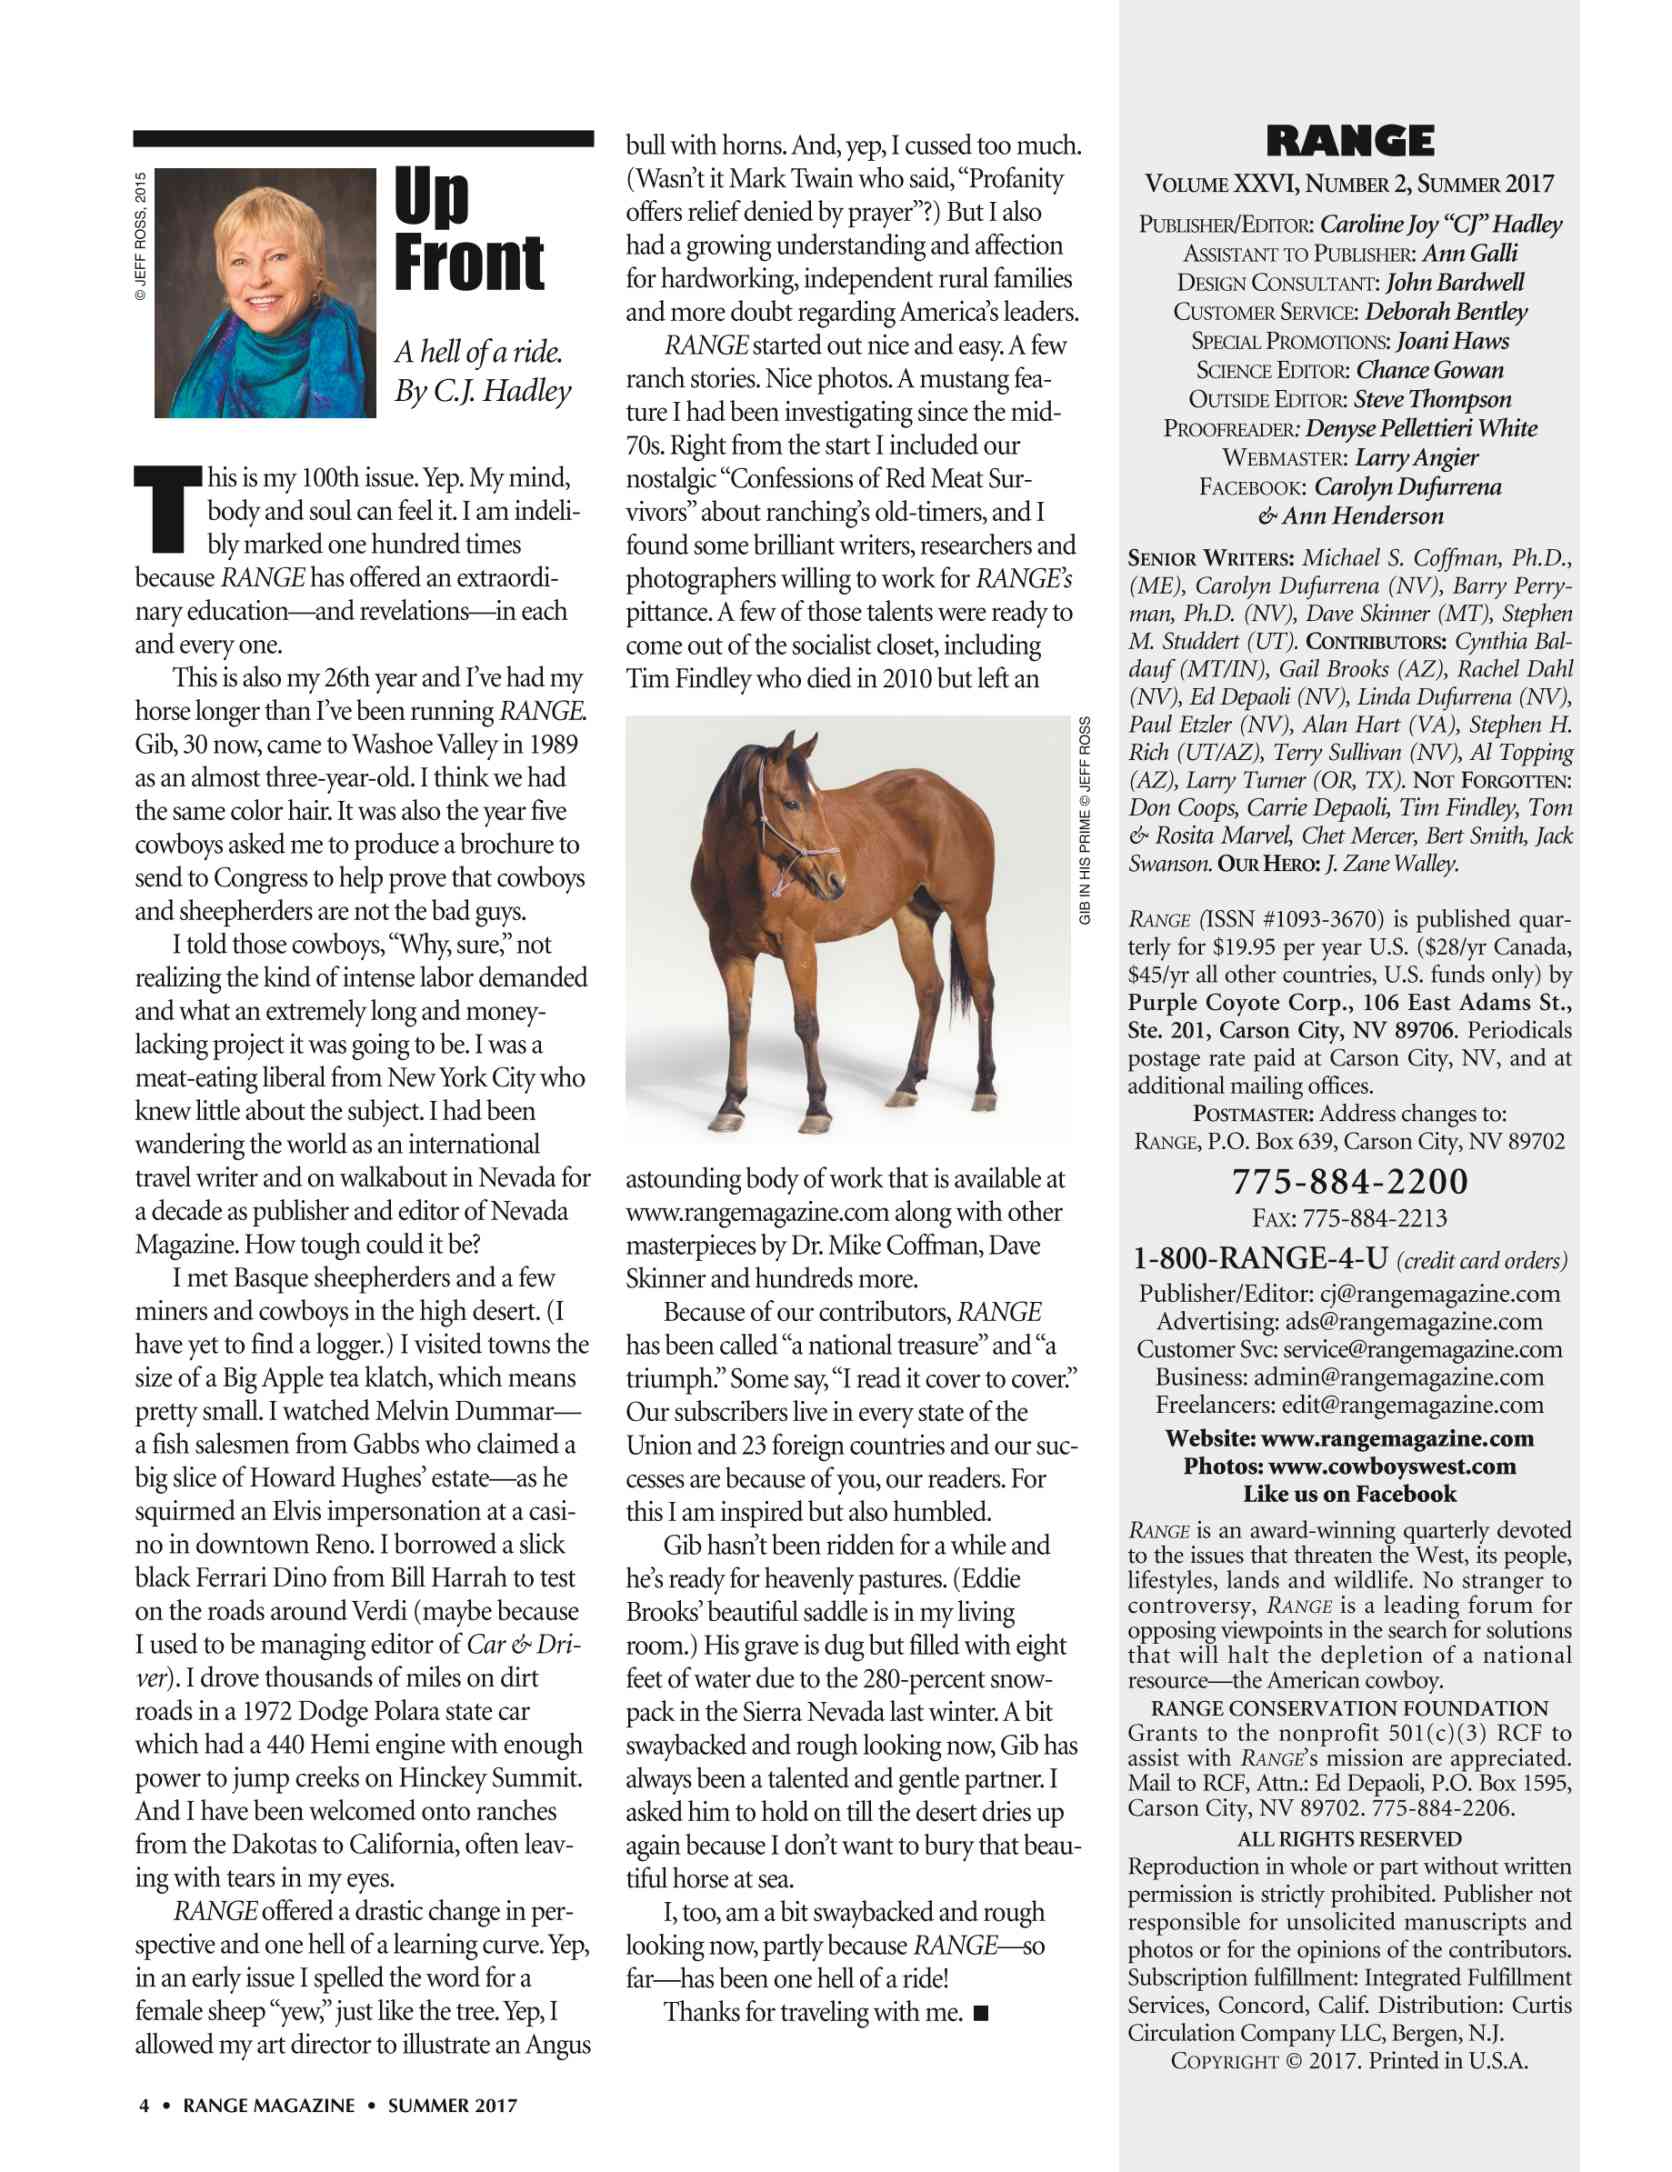 © JEFF ROSS, 2015
Up
Front
A hell of a ride.
By C.J. Hadley
This is my 100th issue. Yep. My mind,
body and soul can feel it. I am indeli-
bly marked one hundred times
because RANGE has offered an extraordi-
nary education—and revelations—in each
and every one.
This is also my 26th year and I've had my
horse longer than I've been running RANGE.
Gib, 30 now, came to Washoe Valley in 1989
as an almost three-year-old. I think we had
the same color hair. It was also the year five
cowboys asked me to produce a brochure to
send to Congress to help prove that cowboys
and sheepherders are not the bad guys.
I told those cowboys, "Why, sure," not
realizing the kind of intense labor demanded
and what an extremely long and money-
lacking project it was going to be. I was a
meat-eating liberal from New York City who
knew little about the subject. I had been
wandering the world as an international
travel writer and on walkabout in Nevada for
a decade as publisher and editor of Nevada
Magazine. How tough could it be?
I met Basque sheepherders and a few
miners and cowboys in the high desert. (I
have yet to find a logger.) I visited towns the
size of a Big Apple tea klatch, which means
pretty small. I watched Melvin Dummar—
a fish salesmen from Gabbs who claimed a
big slice of Howard Hughes' estate—as he
squirmed an Elvis impersonation at a casi-
no in downtown Reno. I borrowed a slick
black Ferrari Dino from Bill Harrah to test
on the roads around Verdi (maybe because
I used to be managing editor of Car & Dri-
ver). I drove thousands of miles on dirt
roads in a 1972 Dodge Polara state car
which had a 440 Hemi engine with enough
power to jump creeks on Hinckey Summit.
And I have been welcomed onto ranches
from the Dakotas to California, often leav-
ing with tears in my eyes.
RANGE offered a drastic change in per-
spective and one hell of a learning curve. Yep,
in an early issue I spelled the word for a
female sheep "yew," just like the tree. Yep, I
allowed my art director to illustrate an Angus
bull with horns. And, yep, I cussed too much.
(Wasn't it Mark Twain who said, "Profanity
offers relief denied by prayer"?) But I also
had a growing understanding and affection
for hardworking, independent rural families
and more doubt regarding America's leaders.
RANGE started out nice and easy. A few
ranch stories. Nice photos. A mustang fea-
ture I had been investigating since the mid-
70s. Right from the start I included our
nostalgic "Confessions of Red Meat Sur-
vivors" about ranching's old-timers, and I
found some brilliant writers, researchers and
photographers willing to work for RANGE's
pittance. A few of those talents were ready to
come out of the socialist closet, including
Tim Findley who died in 2010 but left an
GIB IN HIS PRIME © JEFF ROSS
astounding body of work that is available at
www.rangemagazine.com along with other
masterpieces by Dr. Mike Coffman, Dave
Skinner and hundreds more.
Because of our contributors, RANGE
has been called "a national treasure" and "a
triumph." Some say, "I read it cover to cover."
Our subscribers live in every state of the
Union and 23 foreign countries and our suc-
cesses are because of you, our readers. For
this I am inspired but also humbled.
Gib hasn't been ridden for a while and
he's ready for heavenly pastures. (Eddie
Brooks' beautiful saddle is in my living
room.) His grave is dug but filled with eight
feet of water due to the 280-percent snow-
pack in the Sierra Nevada last winter. A bit
swaybacked and rough looking now, Gib has
always been a talented and gentle partner. I
asked him to hold on till the desert dries up
again because I don't want to bury that beau-
tiful horse at sea.
I, too, am a bit swaybacked and rough
looking now, partly because RANGE—so
far—has been one hell of a ride!
Thanks for traveling with me. ■
RANGE
VOLUME XXVI, NUMBER 2, SUMMER 2017
PUBLISHER/EDITOR: Caroline Joy "CJ" Hadley
ASSISTANT TO PUBLISHER: Ann Galli
DESIGN CONSULTANT: John Bardwell
CUSTOMER SERVICE: Deborah Bentley
SPECIAL PROMOTIONS: Joani Haws
SCIENCE EDITOR: Chance Gowan
OUTSIDE EDITOR: Steve Thompson
PROOFREADER: Denyse Pellettieri White
WEBMASTER: Larry Angier
FACEBOOK: Carolyn Dufurrena
& Ann Henderson
SENIOR WRITERS: Michael S. Coffman, Ph.D.,
(ME), Carolyn Dufurrena (NV), Barry Perry-
man, Ph.D. (NV), Dave Skinner (MT), Stephen
M. Studdert (UT). CONTRIBUTORS: Cynthia Bal-
dauf (MT/IN), Gail Brooks (AZ), Rachel Dahl
(NV), Ed Depaoli (NV), Linda Dufurrena (NV),
Paul Etzler (NV), Alan Hart (VA), Stephen H.
Rich (UT/AZ), Terry Sullivan (NV), Al Topping
(AZ), Larry Turner (OR, TX). NOT FORGOTTEN:
Don Coops, Carrie Depaoli, Tim Findley, Tom
& Rosita Marvel, Chet Mercer, Bert Smith, Jack
Swanson. OUR HERO: J. Zane Walley.
RANGE (ISSN #1093-3670) is published quar-
terly for $19.95 per year U.S. ($28/yr Canada,
$45/yr all other countries, U.S. funds only) by
Purple Coyote Corp., 106 East Adams St.,
Ste. 201, Carson City, NV 89706. Periodicals
postage rate paid at Carson City, NV, and at
additional mailing offices.
POSTMASTER: Address changes to:
RANGE, P.O. Box 639, Carson City, NV 89702
775-884-2200
FAX: 775-884-2213
1-800-RANGE-4-U (credit card orders)
Publisher/Editor: cj@rangemagazine.com
Advertising: ads@rangemagazine.com
Customer Svc: service@rangemagazine.com
Business: admin@rangemagazine.com
Freelancers: edit@rangemagazine.com
Website: www.rangemagazine.com
Photos: www.cowboyswest.com
Like us on Facebook
RANGE is an award-winning quarterly devoted
to the issues that threaten the West, its people,
lifestyles, lands and wildlife. No stranger to
controversy, RANGE is a leading forum for
opposing viewpoints in the search for solutions
that will halt the depletion of a national
resource—the American cowboy.
RANGE CONSERVATION FOUNDATION
Grants to the nonprofit 501(c)(3) RCF to
assist with RANGE's mission are appreciated.
Mail to RCF, Attn.: Ed Depaoli, P.O. Box 1595,
Carson City, NV 89702. 775-884-2206.
ALL RIGHTS RESERVED
Reproduction in whole or part without written
permission is strictly prohibited. Publisher not
responsible for unsolicited manuscripts and
photos or for the opinions of the contributors.
Subscription fulfillment: Integrated Fulfillment
Services, Concord, Calif. Distribution: Curtis
Circulation Company LLC, Bergen, N.J.
COPYRIGHT © 2017. Printed in U.S.A.
4 • RANGE MAGAZINE • SUMMER 2017